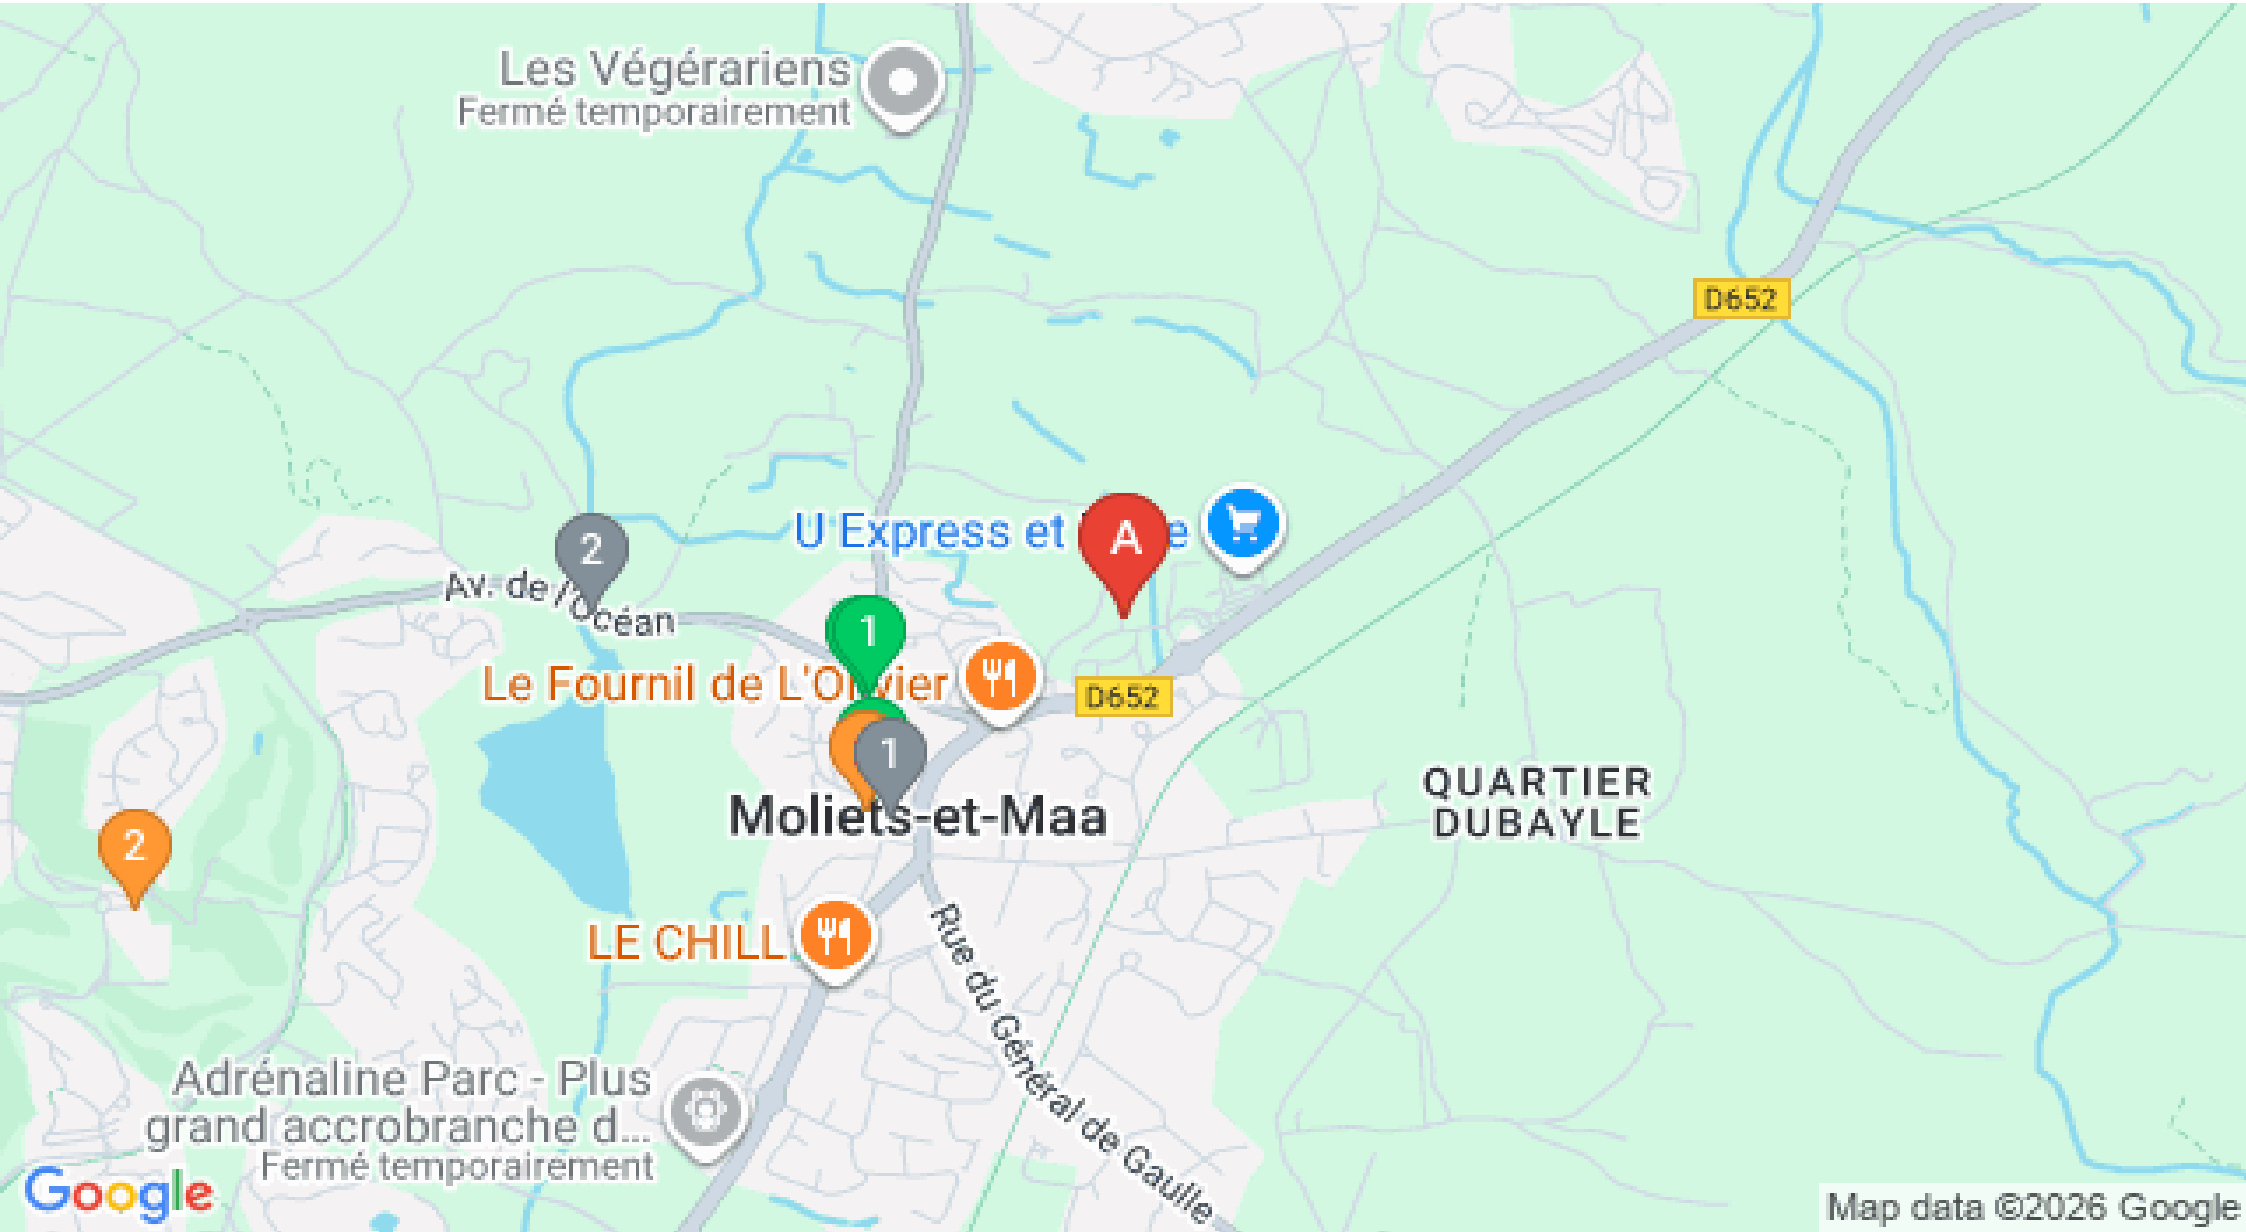 Les Végérariens
Fermé temporairement
D652
U Express et
e
A
2
Av. de l'Océan
1
Le Fournil de L'Olivier
D652
1
Moliets-et-Maa
QUARTIER
DUBAYLE
2
LE CHILL
Rue du Général de Gaulle
Adrénaline Parc - Plus
grand accrobranche d...
Fermé temporairement
Google
Map data ©2026 Google